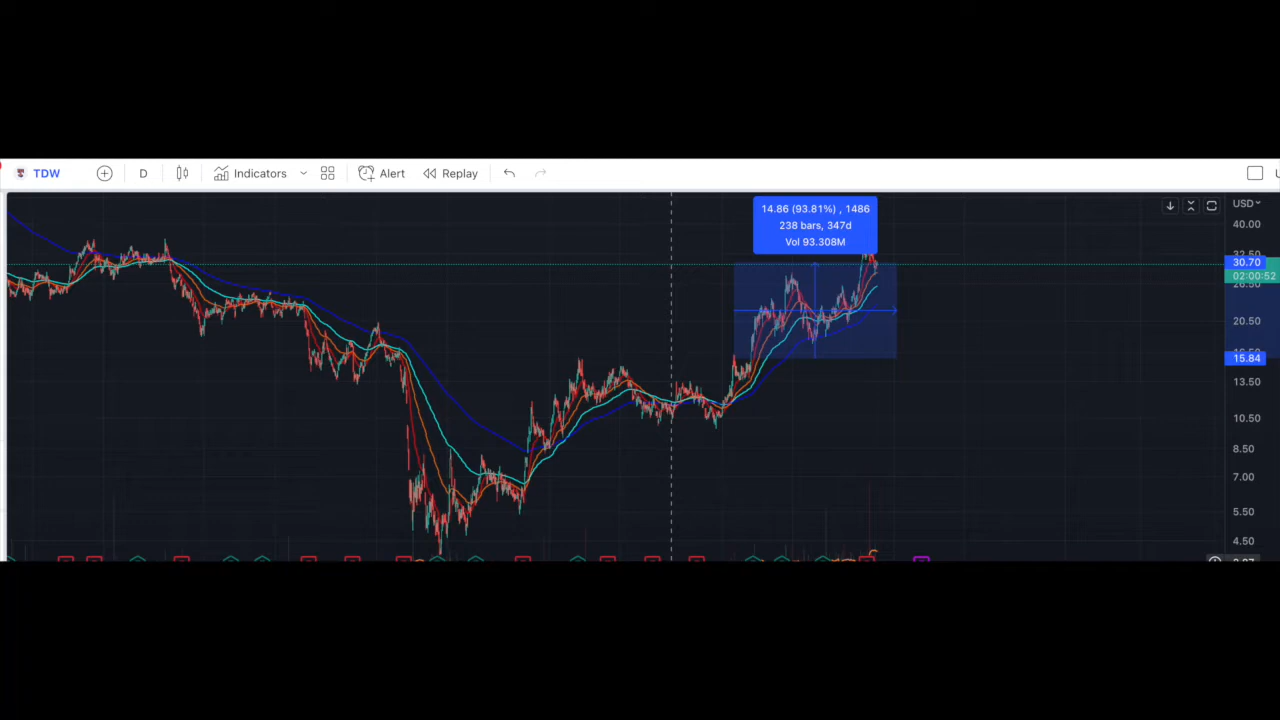 TDW D Indicators Alert Replay
14.86 (93.81%) , 1486
238 bars, 347d
Vol 93.308M
USD
40.00
30.70
02:00:52
20.50
15.84
13.50
10.50
8.50
7.00
5.50
4.50